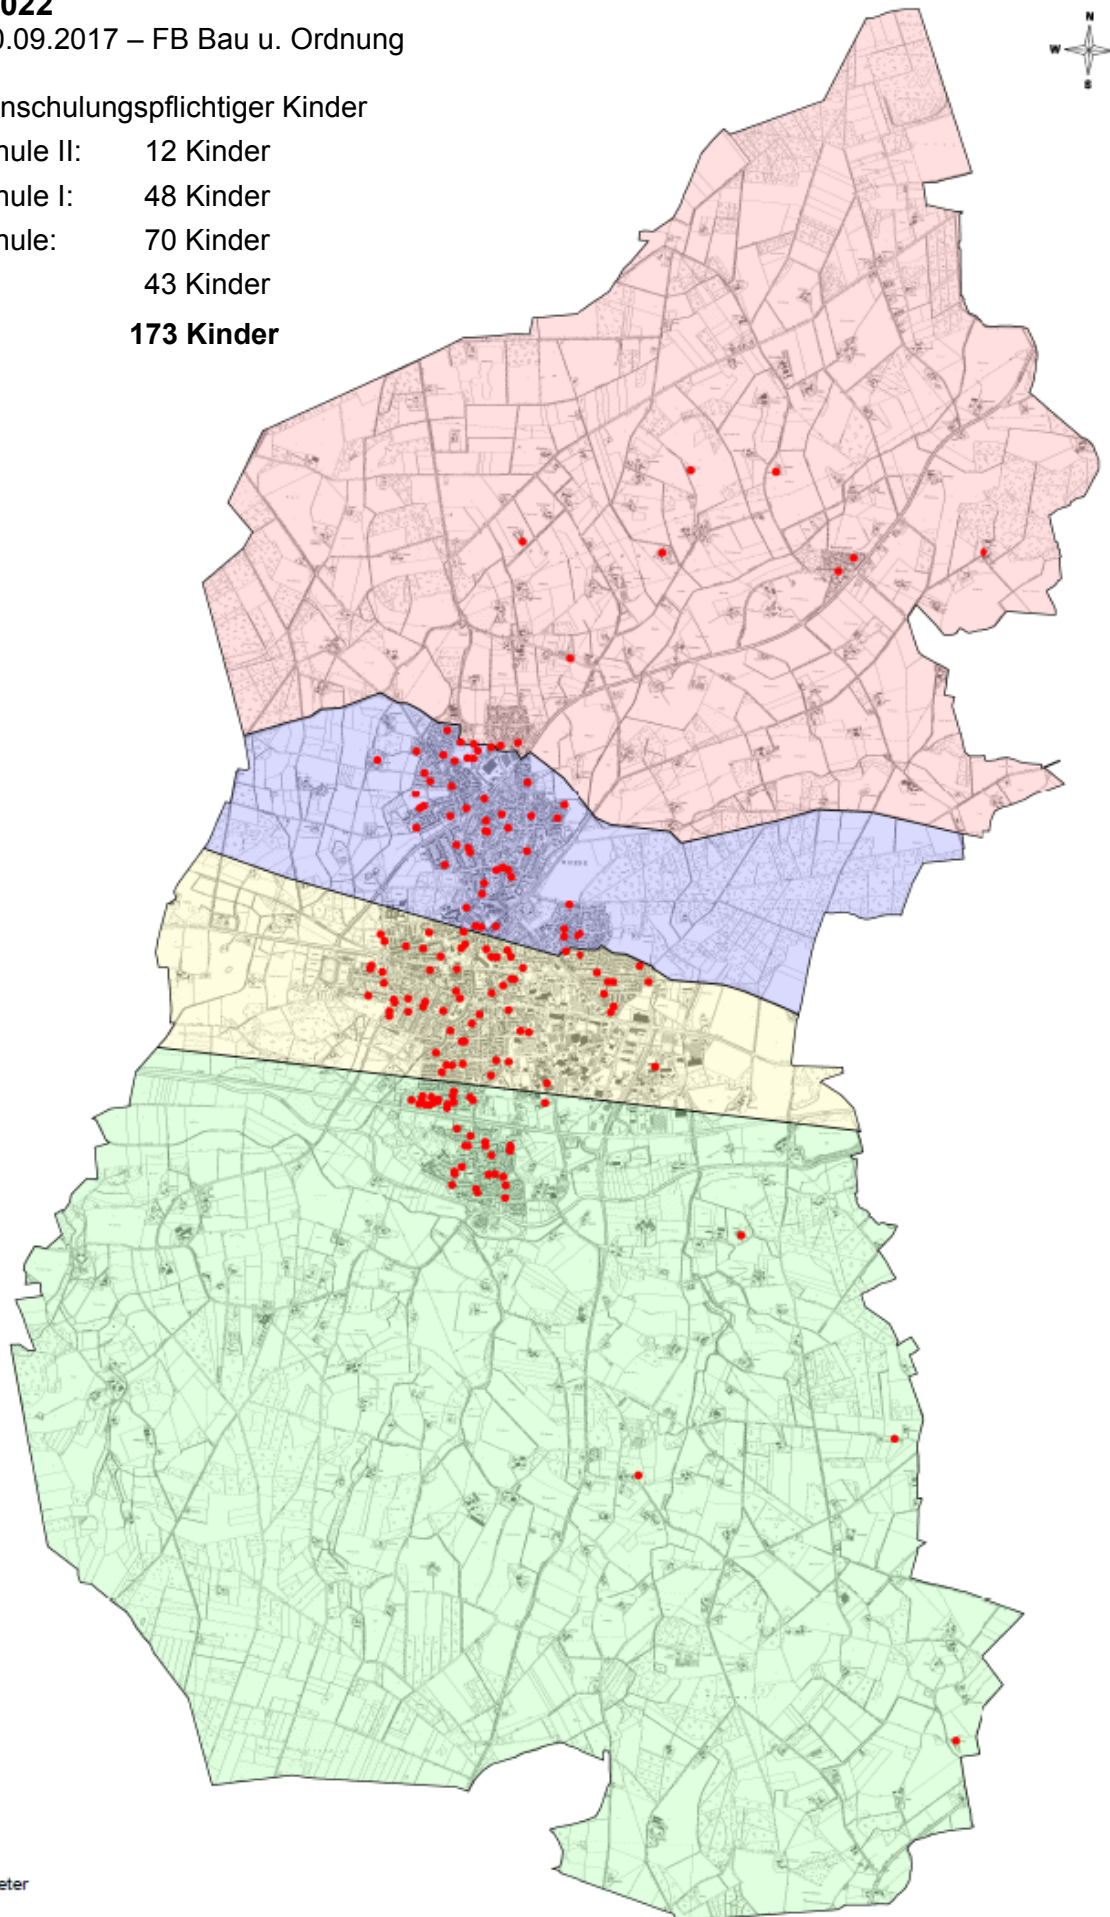 022
0.09.2017 – FB Bau u. Ordnung
nschulungspflichtiger Kinder
hule II: 12 Kinder
hule I: 48 Kinder
hule: 70 Kinder
43 Kinder
173 Kinder
N
W
S
eter